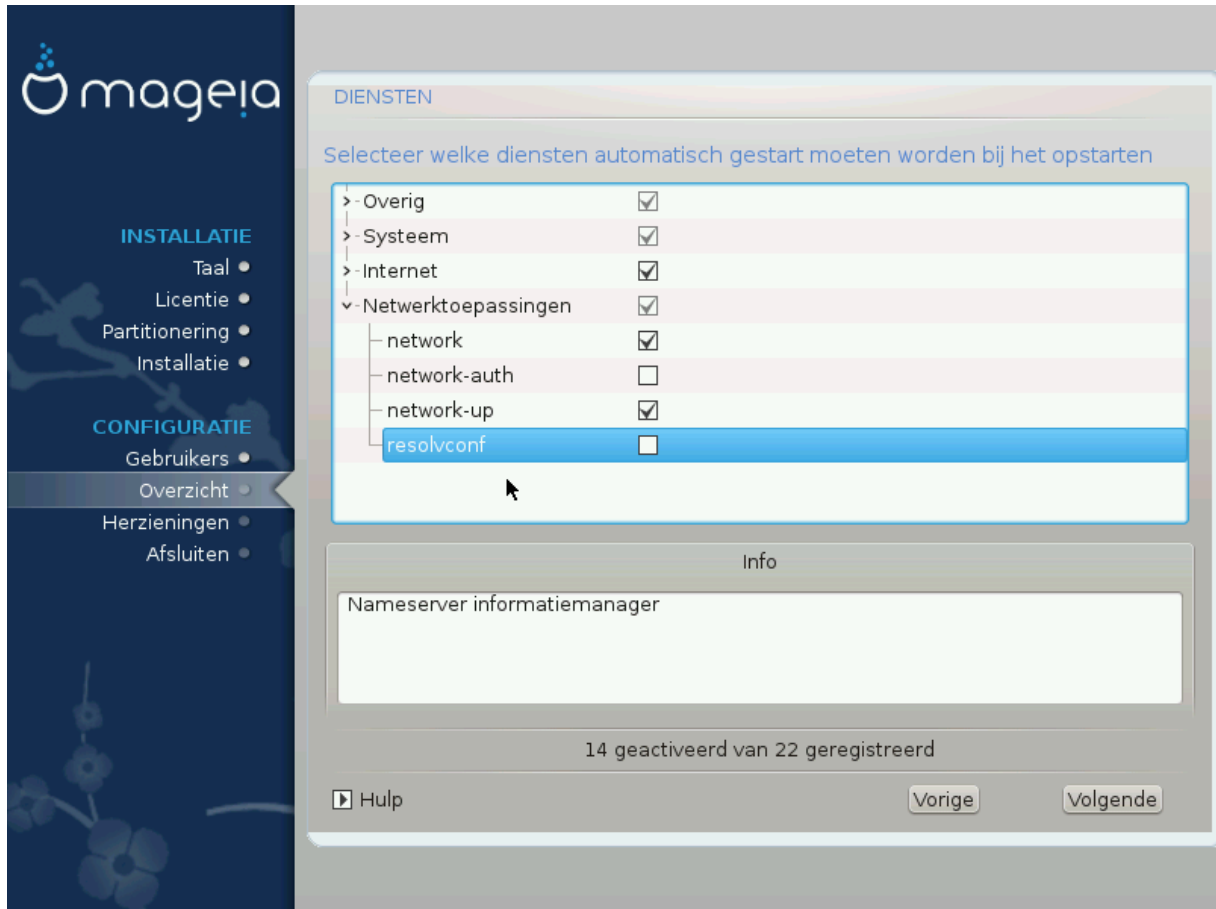 mageia
INSTALLATIE
Taal
Licentie
Partitionering
Installatie
CONFIGURATIE
Gebruikers
Overzicht
Herzieningen
Afsluiten
DIENSTEN
Selecteer welke diensten automatisch gestart moeten worden bij het opstarten
Overig
Systeem
Internet
Netwerktoepassingen
network
network-auth
network-up
resolvconf
Info
Nameserver informatiemanager
14 geactiveerd van 22 geregistreerd
Hulp
Vorige
Volgende